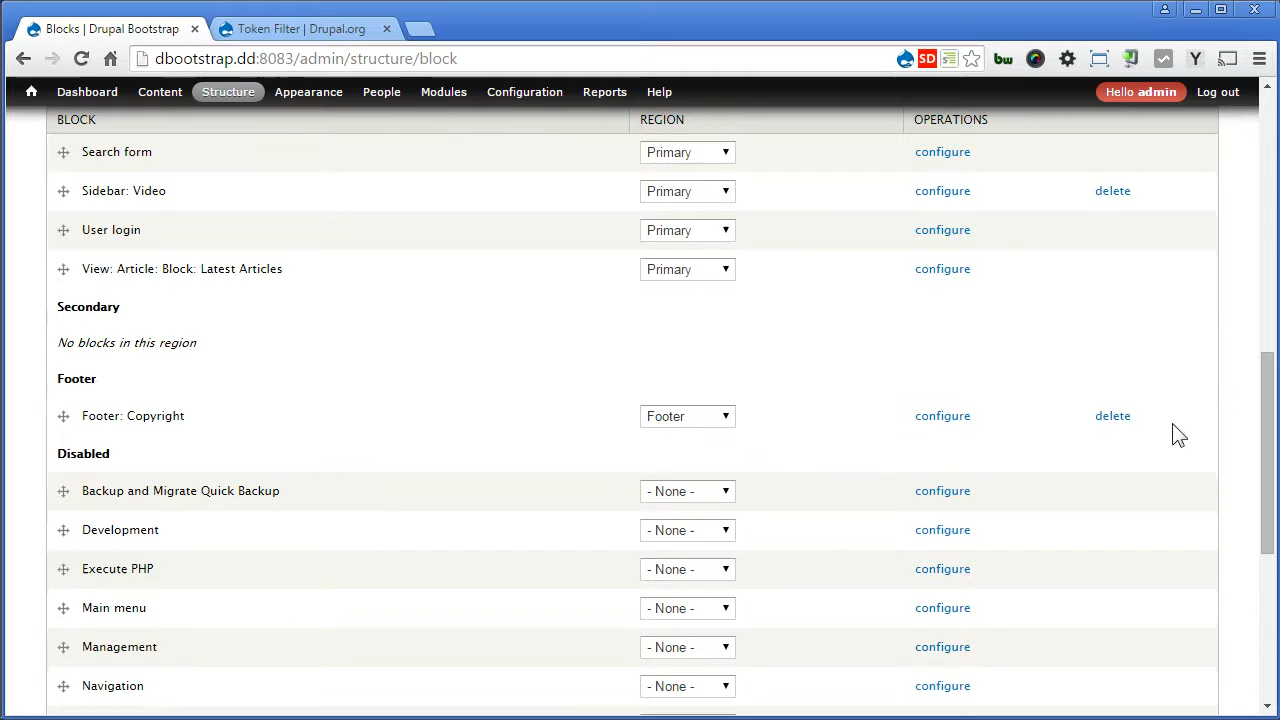 Blocks | Drupal Bootstrap × Token Filter | Drupal.org ×
dbootstrap.dd:8083/admin/structure/block SD bw Y
Dashboard Content Structure Appearance People Modules Configuration Reports Help Hello admin Log out
BLOCK REGION OPERATIONS
Search form Primary configure
Sidebar: Video Primary configure delete
User login Primary configure
View: Article: Block: Latest Articles Primary configure
Secondary
No blocks in this region
Footer
Footer: Copyright Footer configure delete
Disabled
Backup and Migrate Quick Backup - None - configure
Development - None - configure
Execute PHP - None - configure
Main menu - None - configure
Management - None - configure
Navigation - None - configure